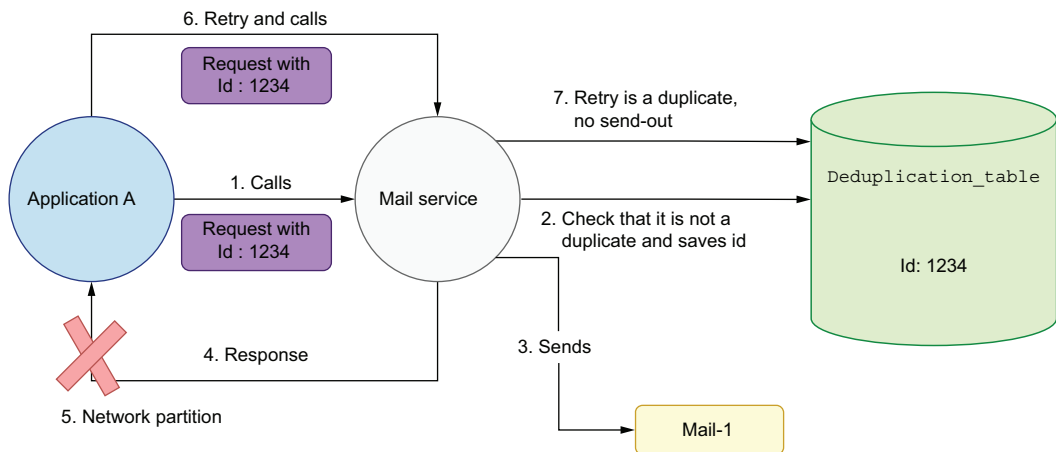 6. Retry and calls
Request with
Id : 1234
7. Retry is a duplicate,
no send-out
Application A
1. Calls
Request with
Id : 1234
Mail service
2. Check that it is not a
duplicate and saves id
Deduplication_table
Id: 1234
4. Response
3. Sends
5. Network partition
Mail-1